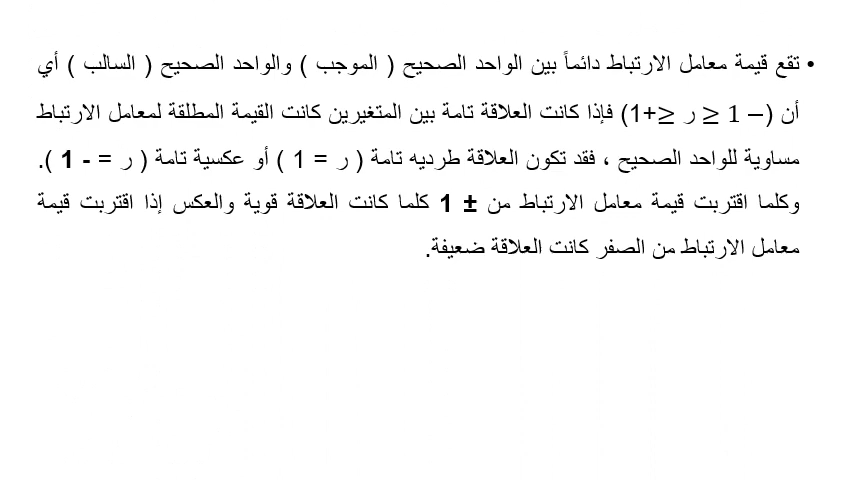 • تقع قيمة معامل الارتباط دائماً بين الواحد الصحيح ( الموجب ) والواحد الصحيح ( السالب ) أي
أن (− 1 ≤ ر ≤+1) فإذا كانت العلاقة تامة بين المتغيرين كانت القيمة المطلقة لمعامل الارتباط
مساوية للواحد الصحيح ، فقد تكون العلاقة طرديه تامة ( ر = 1 ) أو عكسية تامة ( ر = - 1 ).
وكلما اقتربت قيمة معامل الارتباط من ± 1 كلما كانت العلاقة قوية والعكس إذا اقتربت قيمة
معامل الارتباط من الصفر كانت العلاقة ضعيفة.